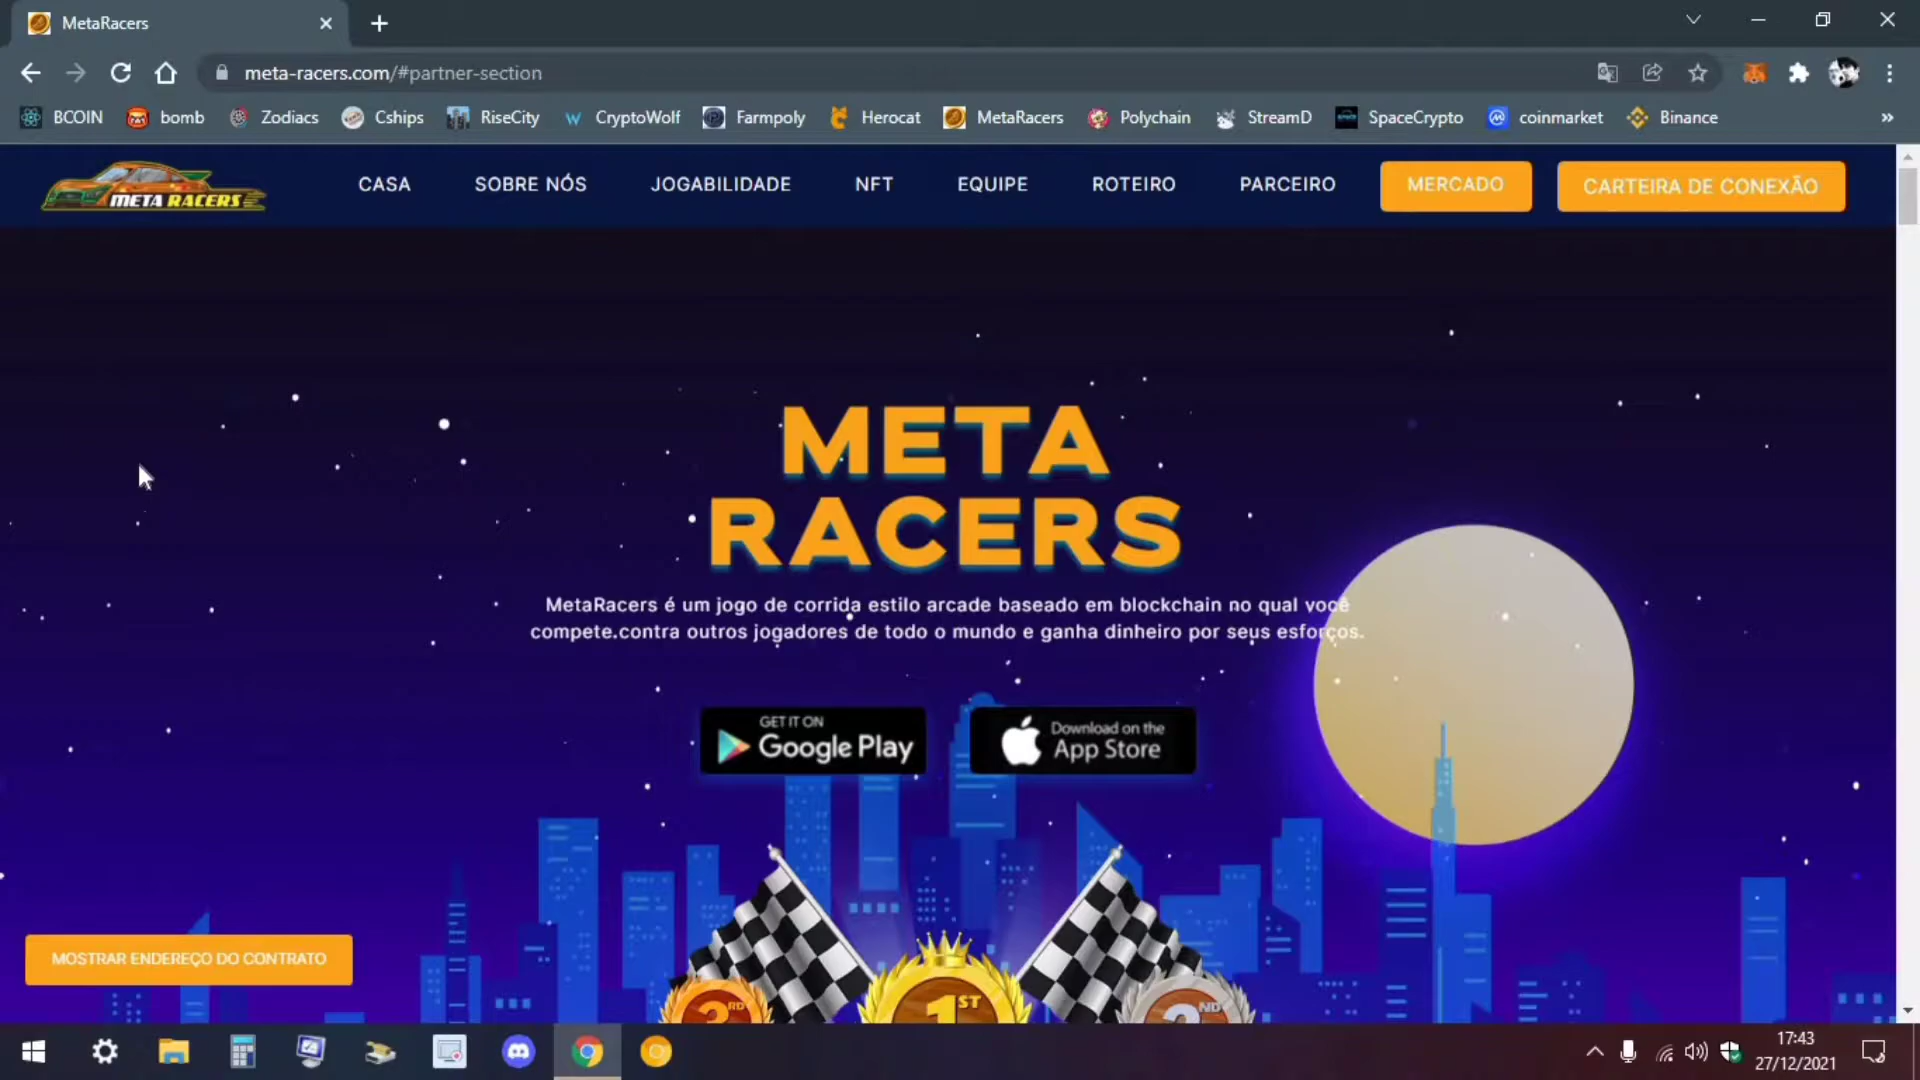 MetaRacers
meta-racers.com/#partner-section
BCOIN bomb Zodiacs Cships RiseCity CryptoWolf Farmpoly Herocat MetaRacers Polychain StreamD SpaceCrypto coinmarket Binance
META RACERS
CASA SOBRE NÓS JOGABILIDADE NFT EQUIPE ROTEIRO PARCEIRO MERCADO CARTEIRA DE CONEXÃO
META
RACERS
MetaRacers é um jogo de corrida estilo arcade baseado em blockchain no qual você
compete.contra outros jogadores de todo o mundo e ganha dinheiro por seus esforços.
GET IT ON
Google Play
Download on the
App Store
MOSTRAR ENDEREÇO DO CONTRATO
3RD 1ST 2ND
17:43
27/12/2021